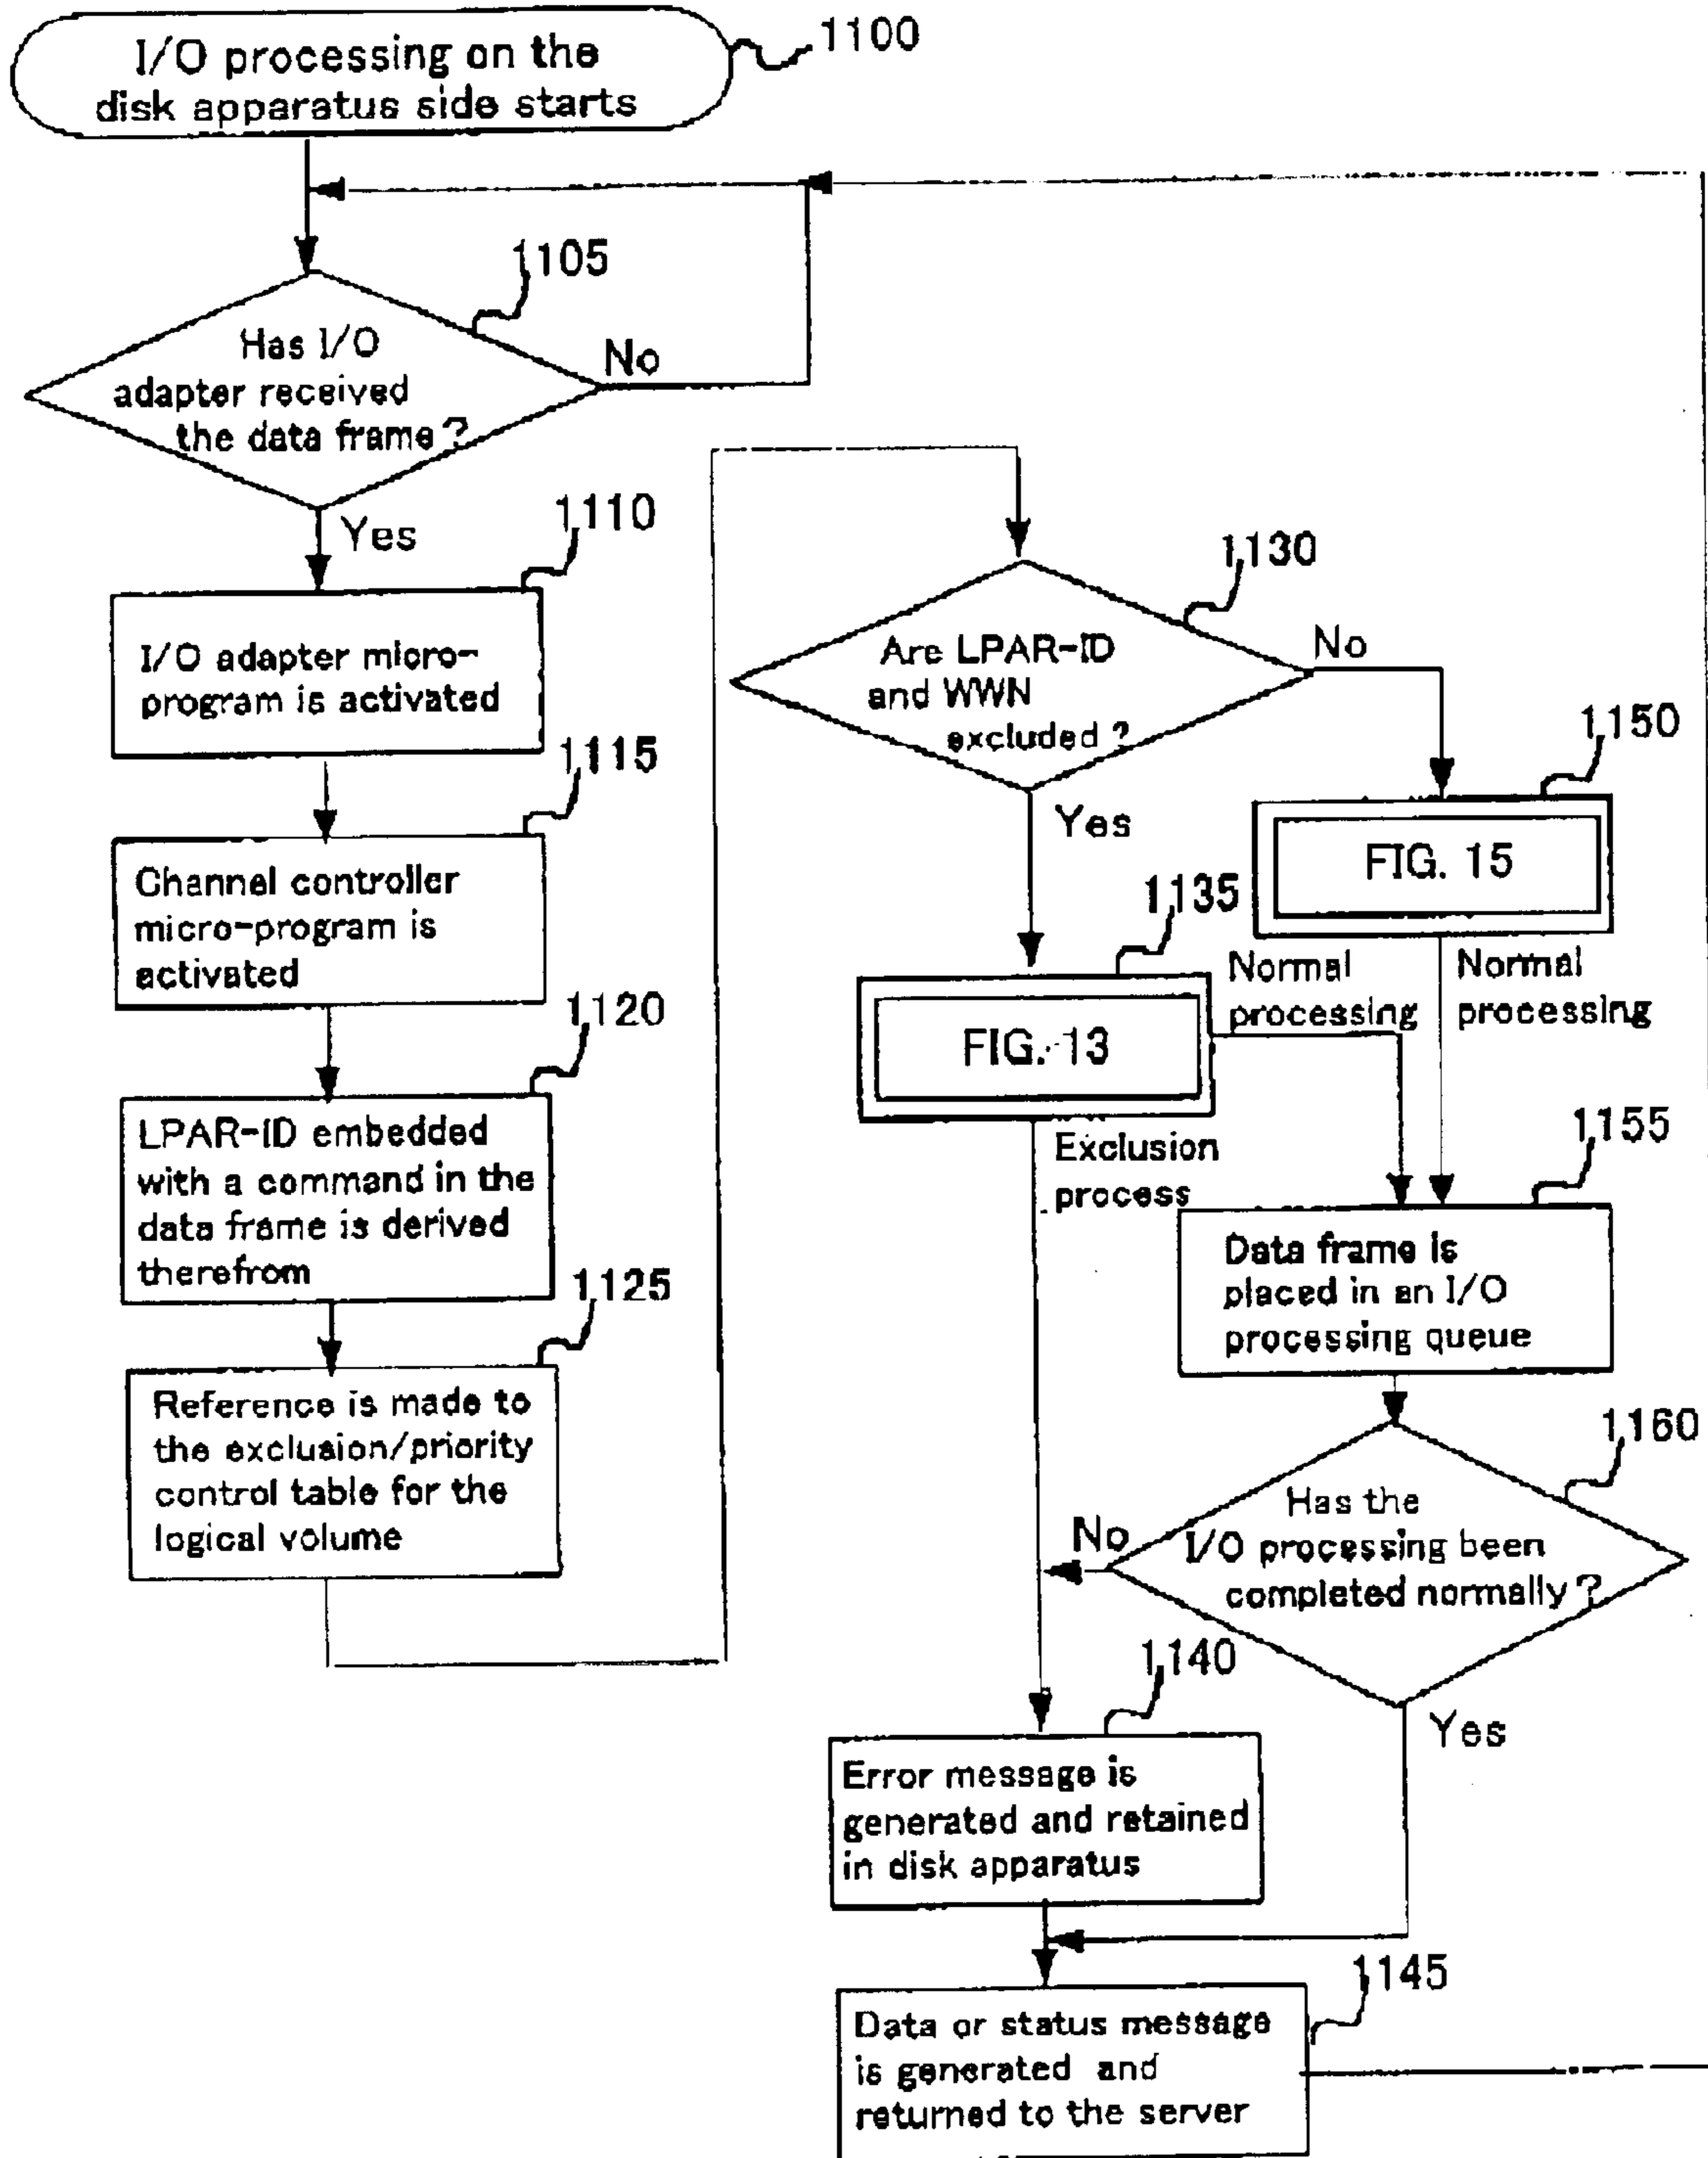 I/O processing on the
disk apparatus side starts
1100
1105
Has I/O
adapter received
the data frame?
No
Yes
1110
I/O adapter micro-
program is activated
1115
Channel controller
micro-program is
activated
1120
LPAR-ID embedded
with a command in the
data frame is derived
therefrom
1125
Reference is made to
the exclusion/priority
control table for the
logical volume
1130
Are LPAR-ID
and WWN
excluded?
No
Yes
1150
FIG. 15
Normal
processing
1135
FIG. 13
Normal
processing
Exclusion
process
1155
Data frame is
placed in an I/O
processing queue
1160
Has the
I/O processing been
completed normally?
No
Yes
1140
Error message is
generated and retained
in disk apparatus
1145
Data or status message
is generated and
returned to the server